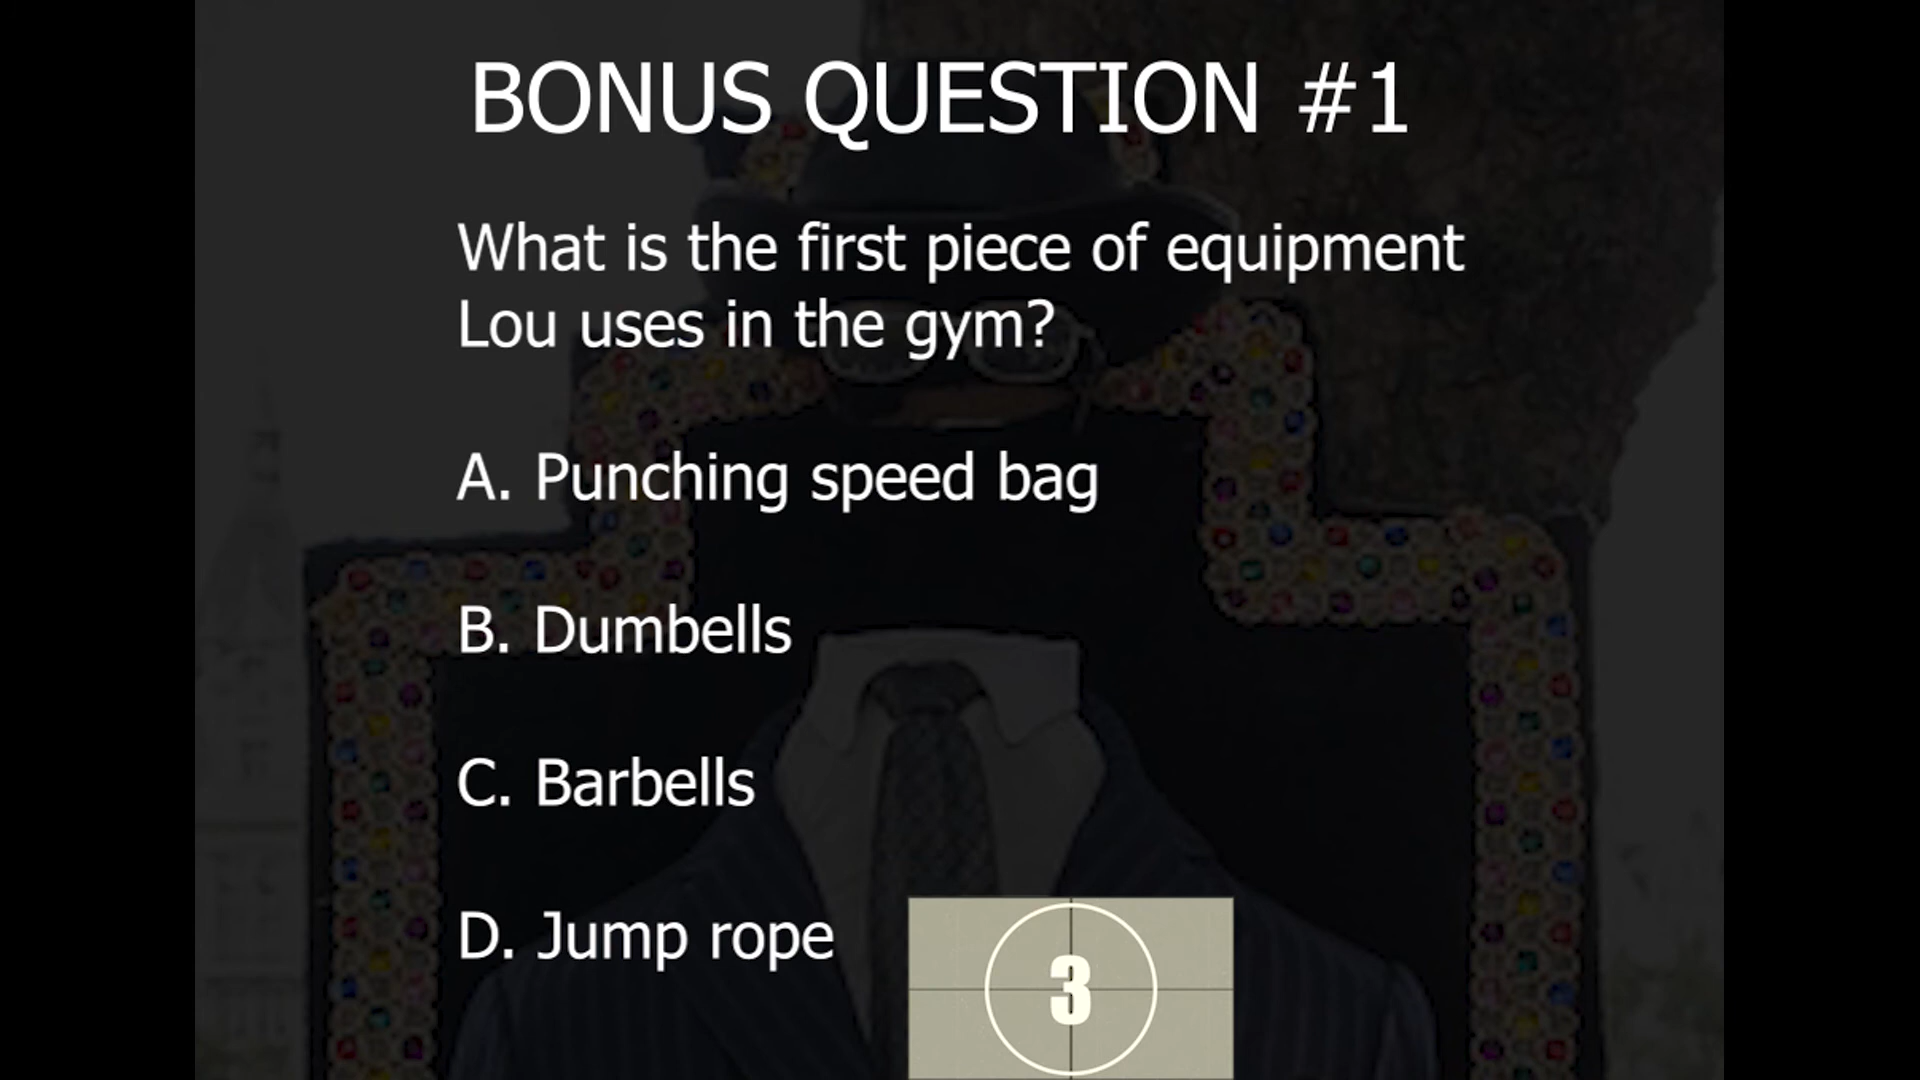 BONUS QUESTION #1
What is the first piece of equipment
Lou uses in the gym?
A. Punching speed bag
B. Dumbells
C. Barbells
D. Jump rope
3